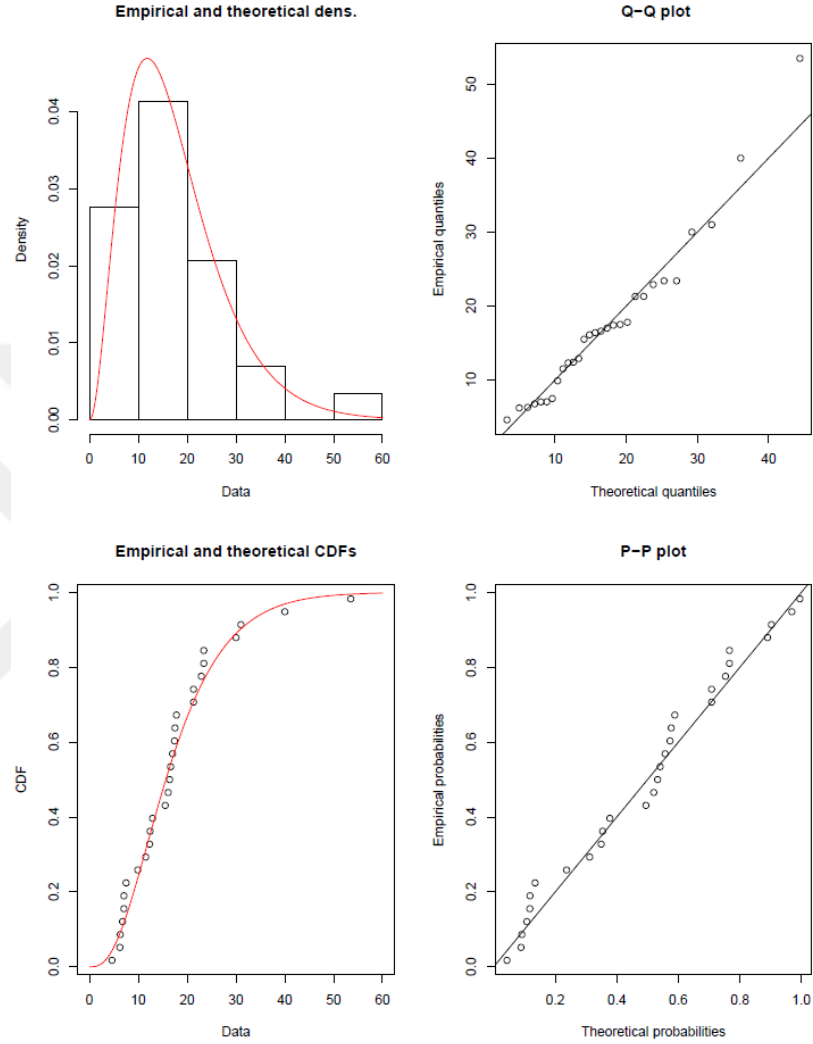 Empirical and theoretical dens.
Density
0.00 0.01 0.02 0.03 0.04
0 10 20 30 40 50 60
Data
Q−Q plot
Empirical quantiles
10 20 30 40 50
10 20 30 40
Theoretical quantiles
Empirical and theoretical CDFs
CDF
0.0 0.2 0.4 0.6 0.8 1.0
0 10 20 30 40 50 60
Data
P−P plot
Empirical probabilities
0.0 0.2 0.4 0.6 0.8 1.0
0.2 0.4 0.6 0.8 1.0
Theoretical probabilities